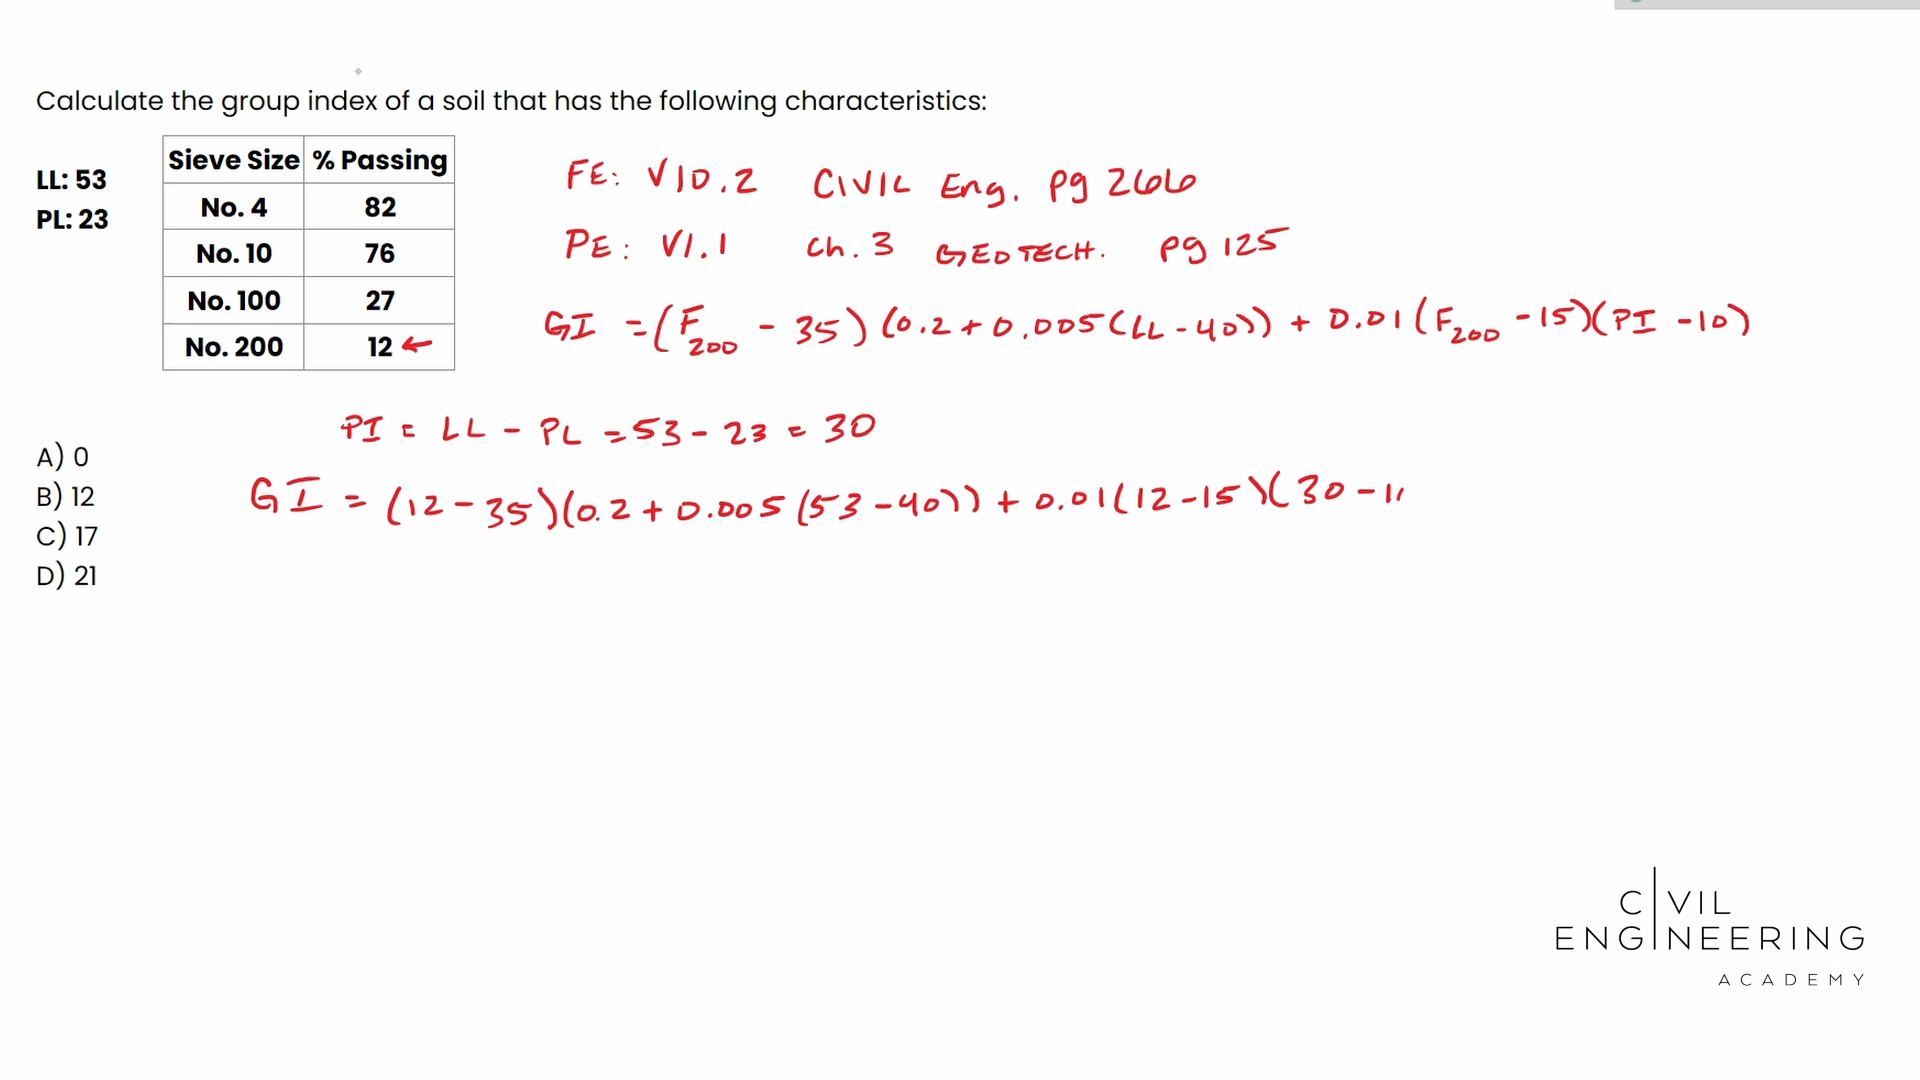 Calculate the group index of a soil that has the following characteristics:
LL: 53
PL: 23
Sieve Size % Passing
No. 4 82
No. 10 76
No. 100 27
No. 200 12 ←
FE: V10.2 CIVIL Eng. pg 266
PE: V1.1 Ch. 3 GEOTECH. pg 125
GI = (F200 - 35)(0.2 + 0.005(LL - 40)) + 0.01(F200 - 15)(PI - 10)
PI = LL - PL = 53 - 23 = 30
GI = (12 - 35)(0.2 + 0.005(53 - 40)) + 0.01(12 - 15)(30 - 1
A) 0
B) 12
C) 17
D) 21
CIVIL
ENGINEERING
ACADEMY